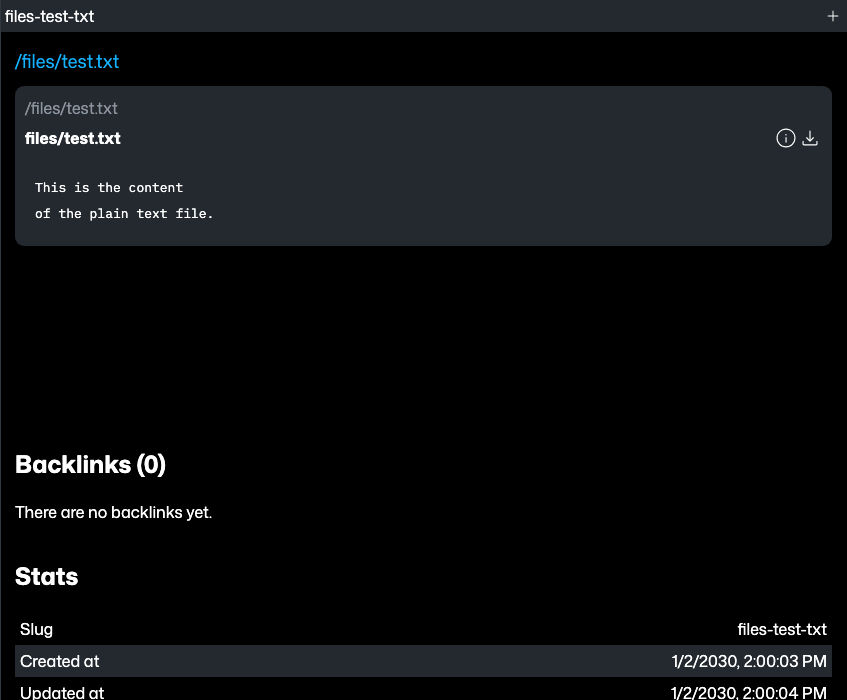 files-test-txt
/files/test.txt
/files/test.txt
files/test.txt
This is the content
of the plain text file.
Backlinks (0)
There are no backlinks yet.
Stats
Slug files-test-txt
Created at 1/2/2030, 2:00:03 PM
Updated at 1/2/2030, 2:00:04 PM